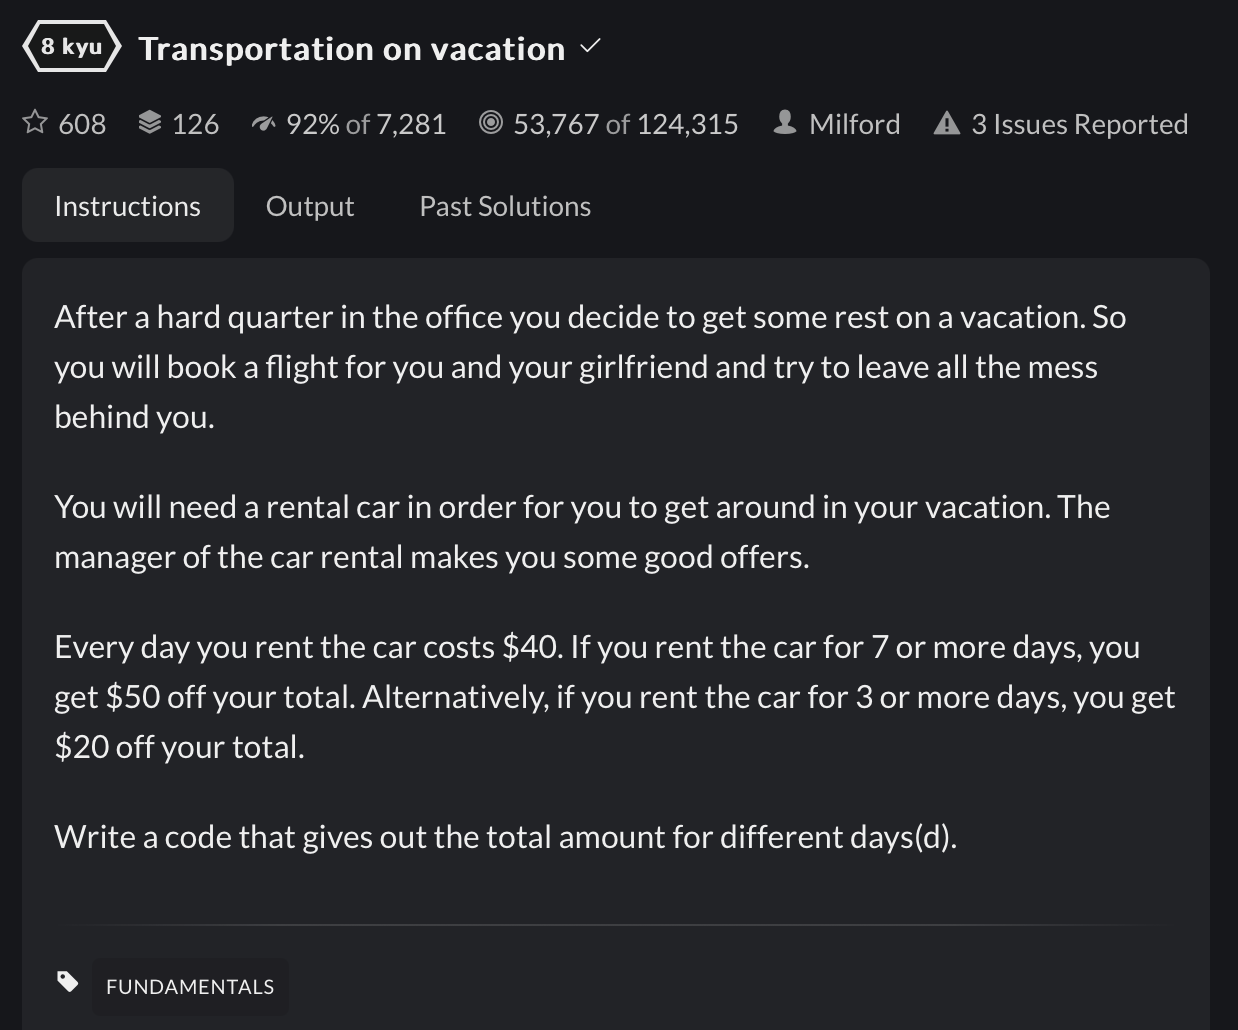 8 kyu Transportation on vacation
608 126 92% of 7,281 53,767 of 124,315 Milford 3 Issues Reported
Instructions Output Past Solutions
After a hard quarter in the office you decide to get some rest on a vacation. So
you will book a flight for you and your girlfriend and try to leave all the mess
behind you.
You will need a rental car in order for you to get around in your vacation. The
manager of the car rental makes you some good offers.
Every day you rent the car costs $40. If you rent the car for 7 or more days, you
get $50 off your total. Alternatively, if you rent the car for 3 or more days, you get
$20 off your total.
Write a code that gives out the total amount for different days(d).
FUNDAMENTALS